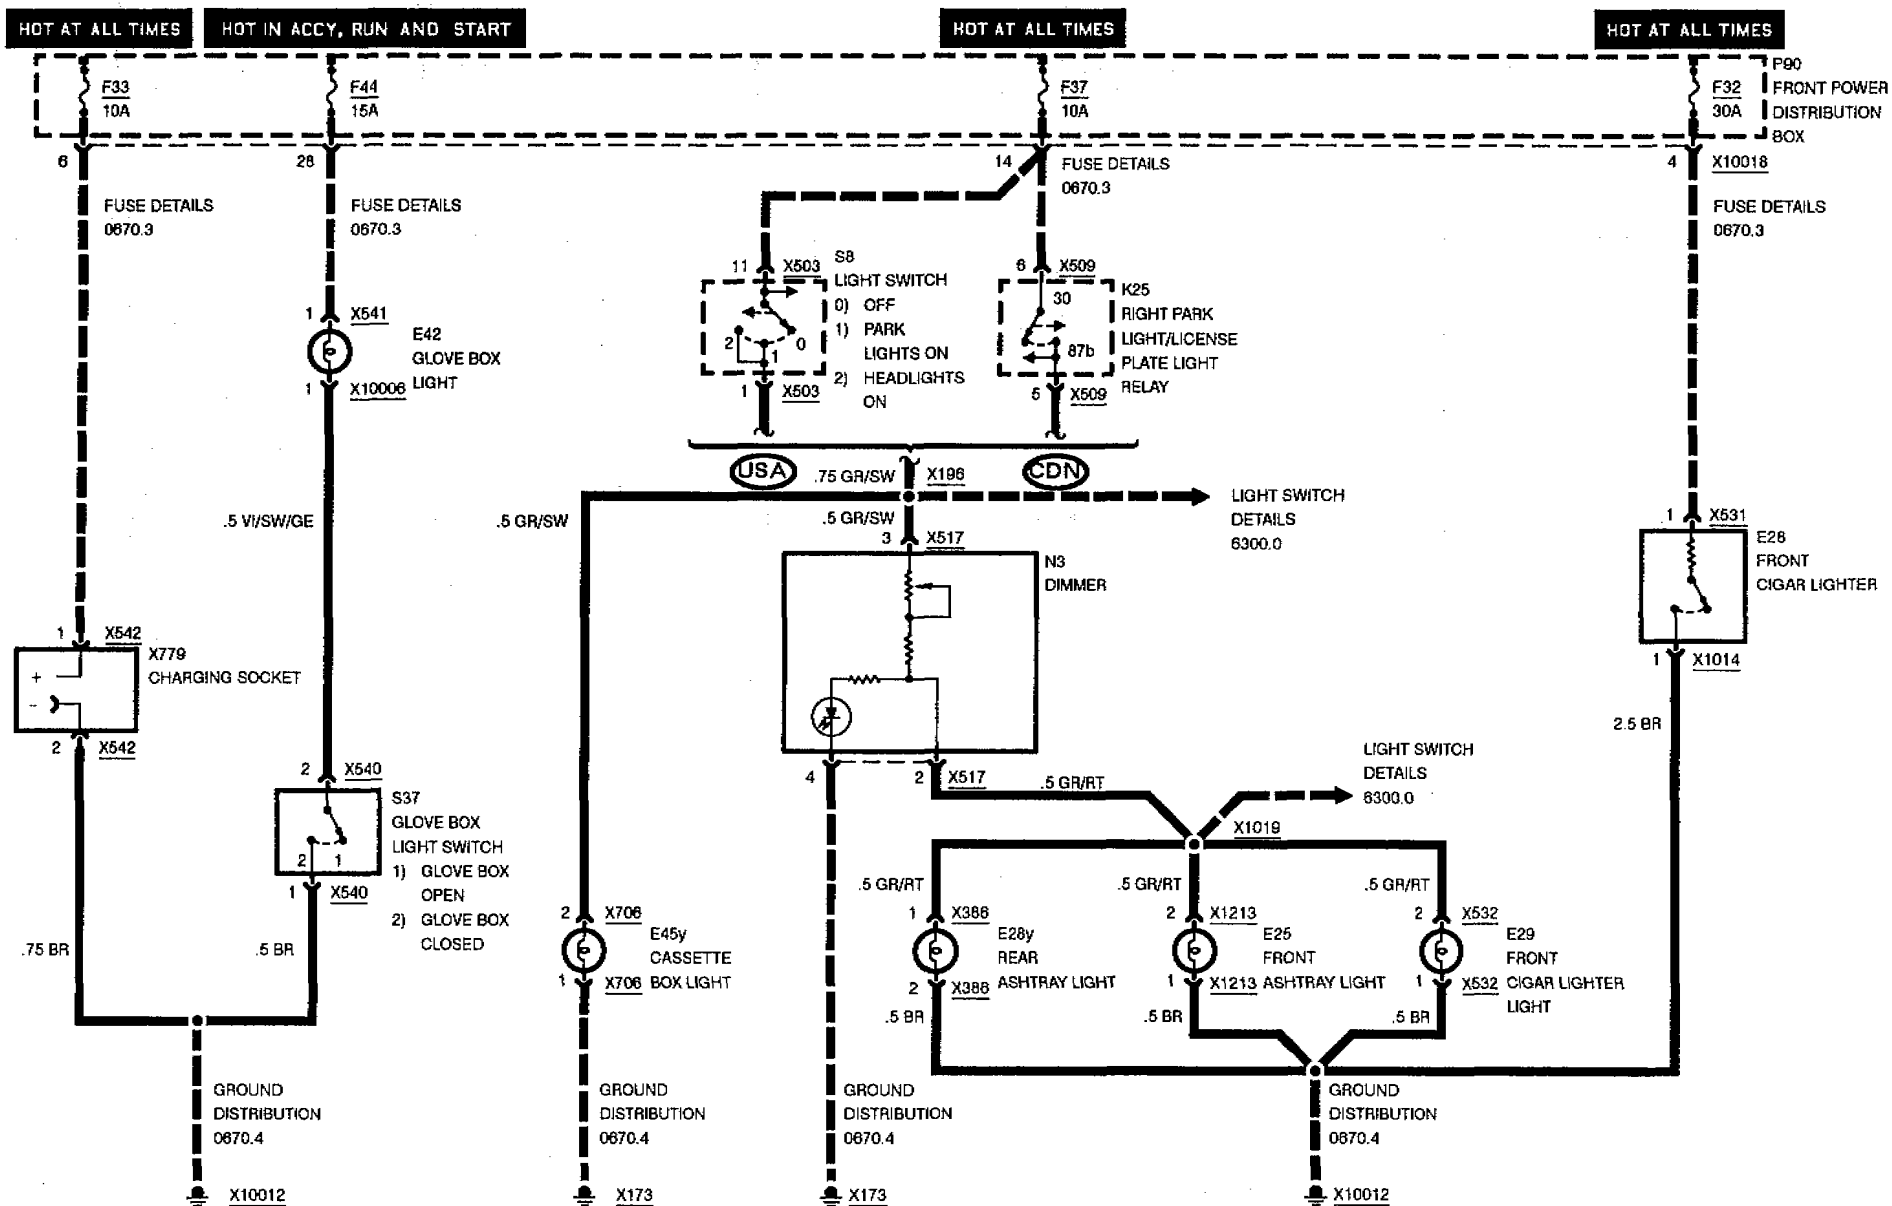 HOT AT ALL TIMES
HOT IN ACCY, RUN AND START
HOT AT ALL TIMES
HOT AT ALL TIMES
F33
10A
F44
15A
F37
10A
F32
30A
P90
FRONT POWER
DISTRIBUTION
BOX
6
28
14
4
X10018
FUSE DETAILS
0670.3
FUSE DETAILS
0670.3
FUSE DETAILS
0670.3
FUSE DETAILS
0670.3
11
X503
S8
LIGHT SWITCH
0) OFF
1) PARK
LIGHTS ON
2) HEADLIGHTS
ON
2
1
0
1
X503
6
X509
30
87b
K25
RIGHT PARK
LIGHT/LICENSE
PLATE LIGHT
RELAY
5
X509
1
X541
E42
GLOVE BOX
LIGHT
1
X10006
USA
CDN
.75 GR/SW
X196
LIGHT SWITCH
DETAILS
6300.0
.5 VI/SW/GE
.5 GR/SW
.5 GR/SW
3
X517
N3
DIMMER
1
X531
E28
FRONT
CIGAR LIGHTER
1
X1014
2.5 BR
1
X542
X779
CHARGING SOCKET
+
-
2
X542
2
X540
S37
GLOVE BOX
LIGHT SWITCH
1) GLOVE BOX
OPEN
2) GLOVE BOX
CLOSED
2
1
1
X540
4
2
X517
.5 GR/RT
LIGHT SWITCH
DETAILS
6300.0
X1019
.5 GR/RT
.5 GR/RT
.5 GR/RT
.75 BR
.5 BR
2
X706
E45y
CASSETTE
BOX LIGHT
1
X706
1
X386
E28y
REAR
ASHTRAY LIGHT
2
X386
2
X1213
E25
FRONT
ASHTRAY LIGHT
1
X1213
2
X532
E29
FRONT
CIGAR LIGHTER
LIGHT
1
X532
.5 BR
.5 BR
.5 BR
GROUND
DISTRIBUTION
0670.4
GROUND
DISTRIBUTION
0670.4
GROUND
DISTRIBUTION
0670.4
GROUND
DISTRIBUTION
0670.4
X10012
X173
X173
X10012